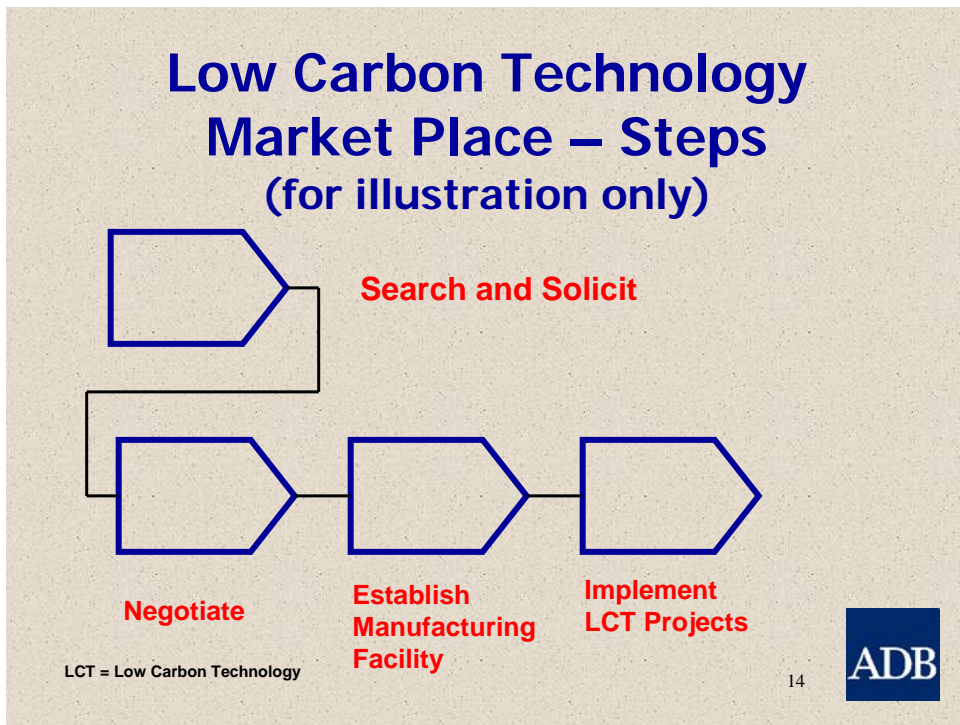 Low Carbon Technology
Market Place – Steps
(for illustration only)
Search and Solicit
Negotiate
Establish
Manufacturing
Facility
Implement
LCT Projects
LCT = Low Carbon Technology
14
ADB